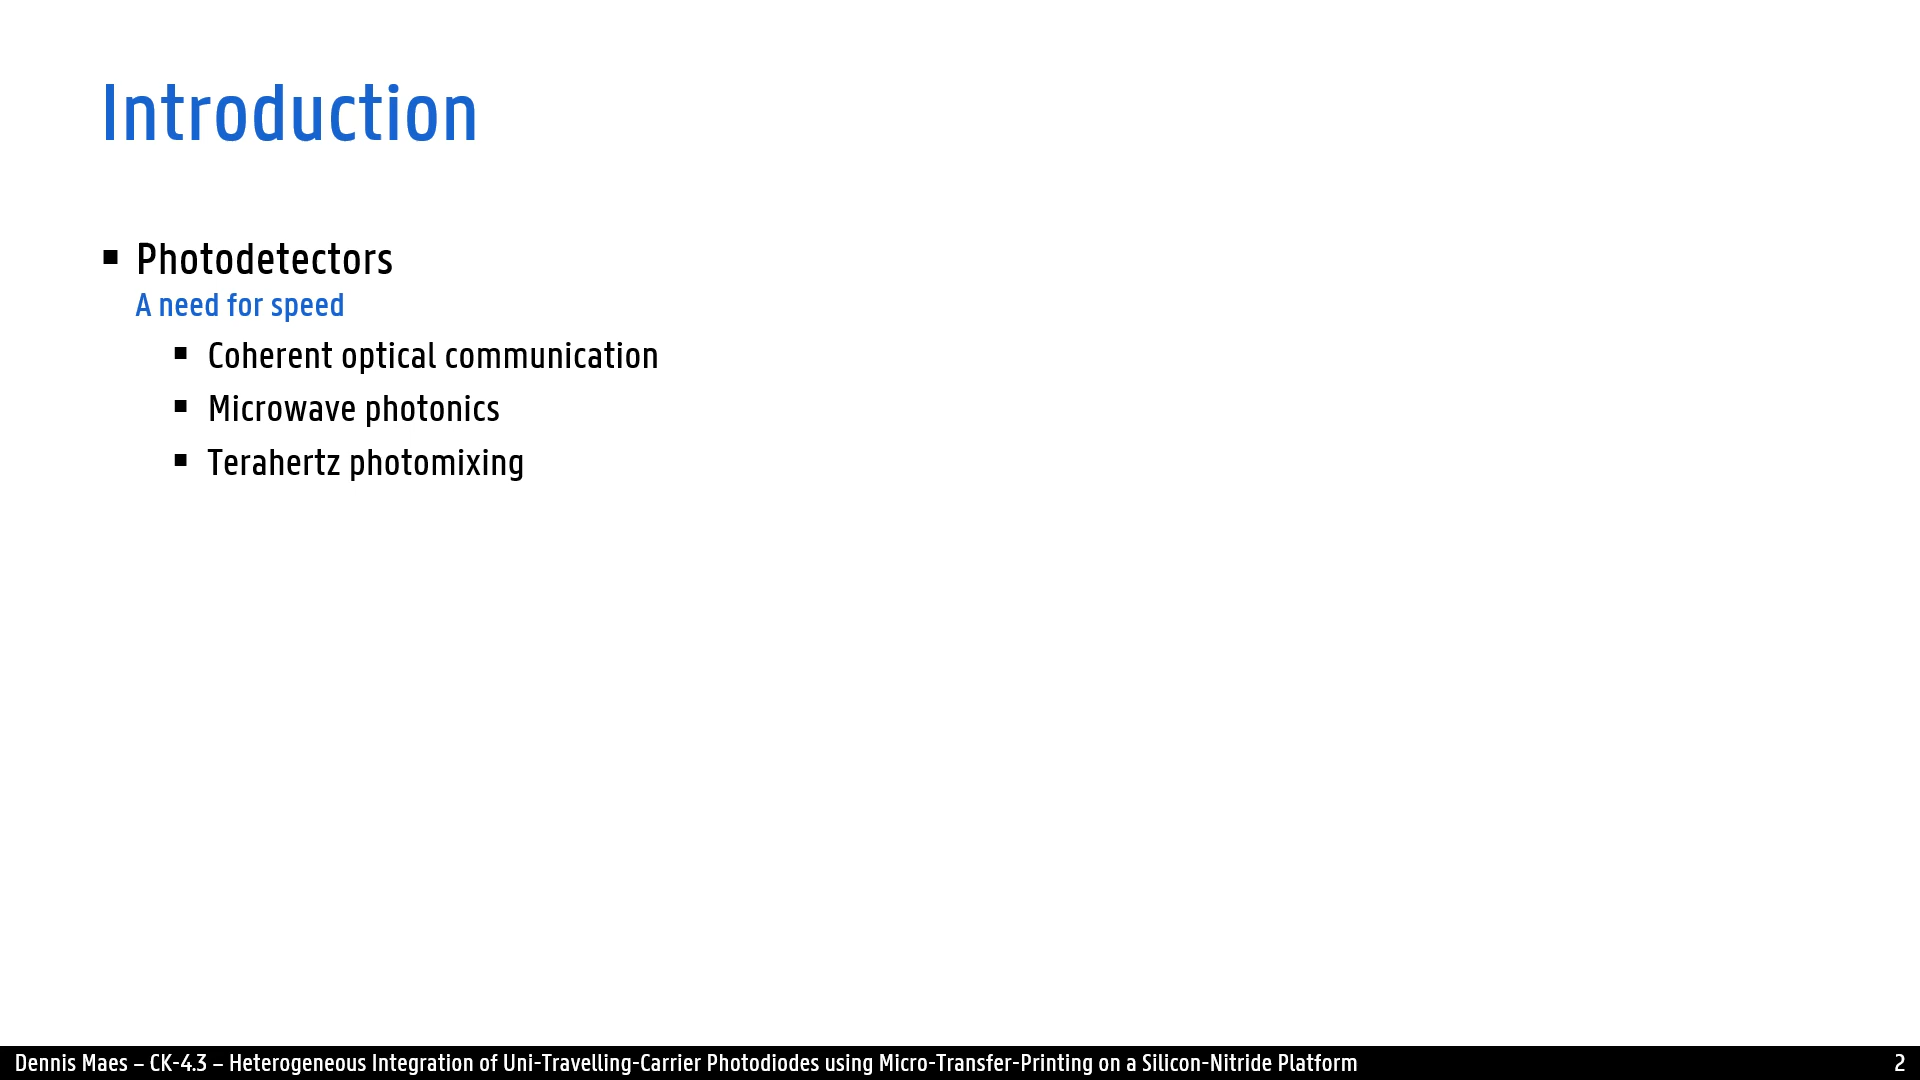 Introduction
▪ Photodetectors
A need for speed
▪ Coherent optical communication
▪ Microwave photonics
▪ Terahertz photomixing
Dennis Maes – CK-4.3 – Heterogeneous Integration of Uni-Travelling-Carrier Photodiodes using Micro-Transfer-Printing on a Silicon-Nitride Platform 2